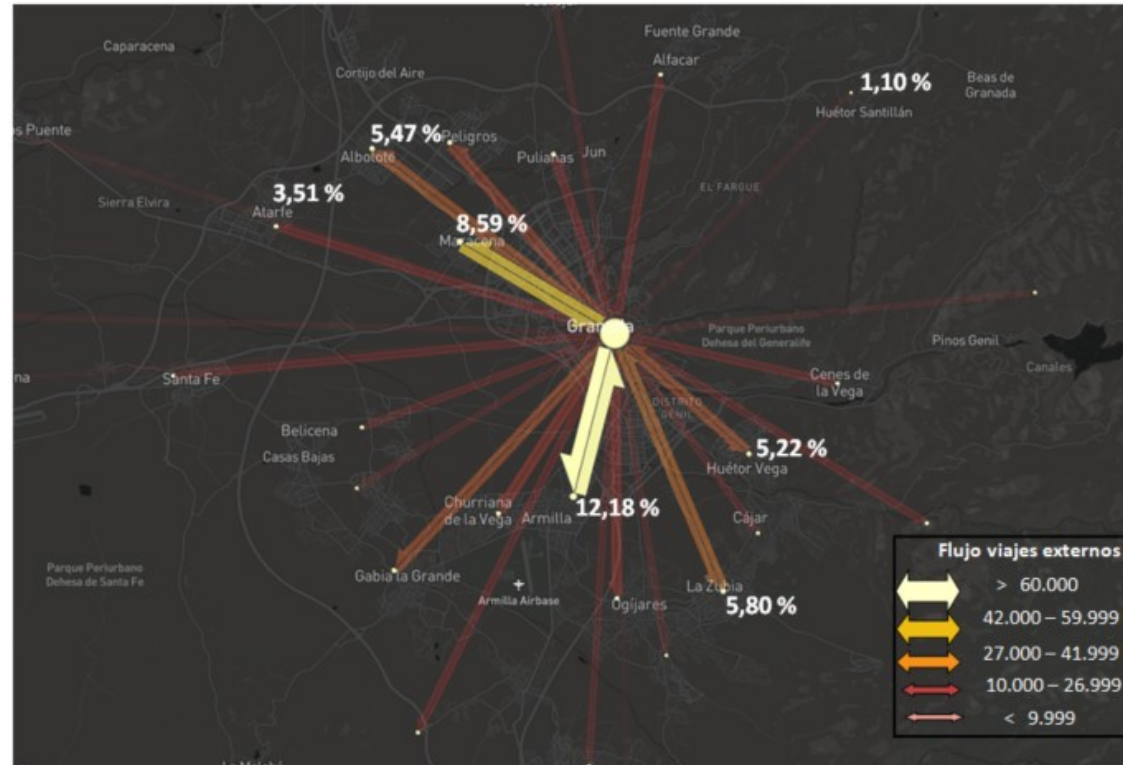 Fuente Grande
Caparacena
Alfacar
Cortijo del Aire
1,10 %
Beas de
Granada
Huétor Santillán
5,47 %
Peligros
os Puente
Albolote
Pulianas
Jun
EL FARGUE
3,51 %
Sierra Elvira
Atarfe
8,59 %
Maracena
Granada
Parque Periurbano
Dehesa del Generalife
Pinos Genil
Canales
na
Santa Fe
Cenes de
la Vega
DISTRITO
GENIL
Belicena
5,22 %
Casas Bajas
Huétor Vega
Churriana
de la Vega
Armilla
12,18 %
Cájar
Parque Periurbano
Dehesa de Santa Fe
Gabia la Grande
Armilla Airbase
Ogíjares
La Zubia
5,80 %
Flujo viajes externos
> 60.000
42.000 – 59.999
27.000 – 41.999
10.000 – 26.999
< 9.999